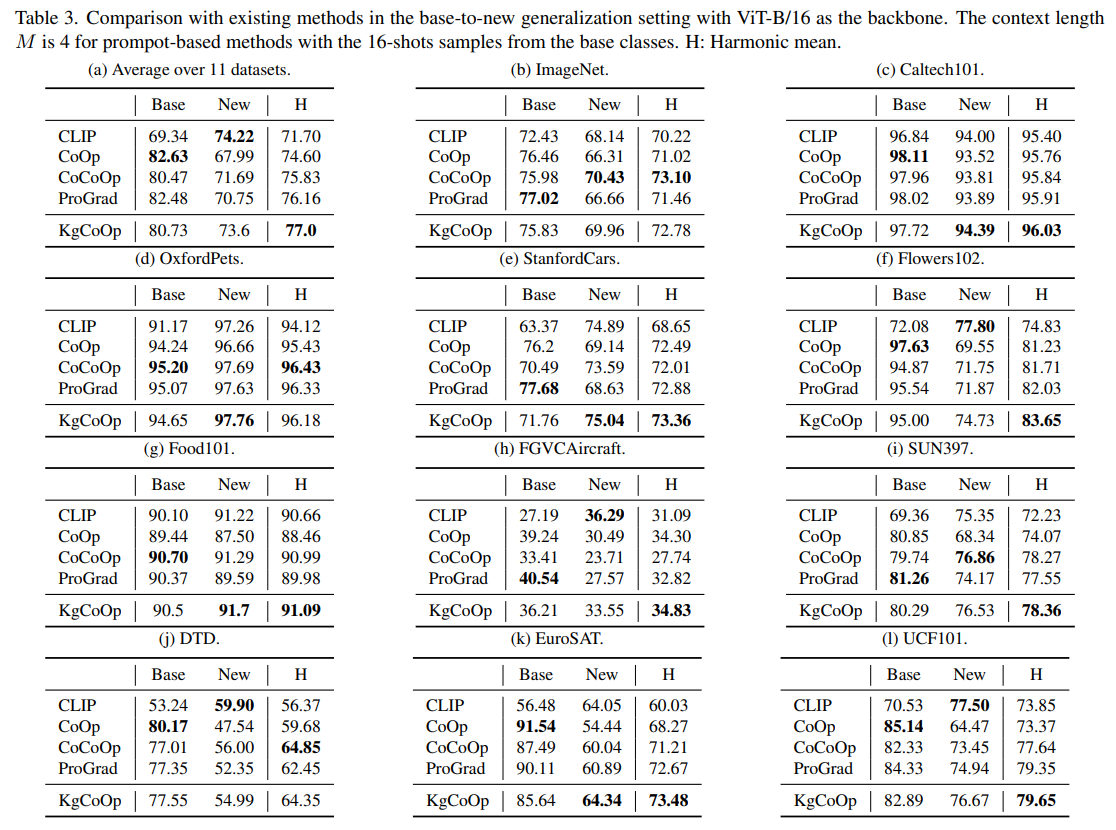 Table 3. Comparison with existing methods in the base-to-new generalization setting with ViT-B/16 as the backbone. The context length
M is 4 for prompot-based methods with the 16-shots samples from the base classes. H: Harmonic mean.
(a) Average over 11 datasets.
Base New H
CLIP 69.34 74.22 71.70
CoOp 82.63 67.99 74.60
CoCoOp 80.47 71.69 75.83
ProGrad 82.48 70.75 76.16
KgCoOp 80.73 73.6 77.0
(b) ImageNet.
Base New H
CLIP 72.43 68.14 70.22
CoOp 76.46 66.31 71.02
CoCoOp 75.98 70.43 73.10
ProGrad 77.02 66.66 71.46
KgCoOp 75.83 69.96 72.78
(c) Caltech101.
Base New H
CLIP 96.84 94.00 95.40
CoOp 98.11 93.52 95.76
CoCoOp 97.96 93.81 95.84
ProGrad 98.02 93.89 95.91
KgCoOp 97.72 94.39 96.03
(d) OxfordPets.
Base New H
CLIP 91.17 97.26 94.12
CoOp 94.24 96.66 95.43
CoCoOp 95.20 97.69 96.43
ProGrad 95.07 97.63 96.33
KgCoOp 94.65 97.76 96.18
(e) StanfordCars.
Base New H
CLIP 63.37 74.89 68.65
CoOp 76.2 69.14 72.49
CoCoOp 70.49 73.59 72.01
ProGrad 77.68 68.63 72.88
KgCoOp 71.76 75.04 73.36
(f) Flowers102.
Base New H
CLIP 72.08 77.80 74.83
CoOp 97.63 69.55 81.23
CoCoOp 94.87 71.75 81.71
ProGrad 95.54 71.87 82.03
KgCoOp 95.00 74.73 83.65
(g) Food101.
Base New H
CLIP 90.10 91.22 90.66
CoOp 89.44 87.50 88.46
CoCoOp 90.70 91.29 90.99
ProGrad 90.37 89.59 89.98
KgCoOp 90.5 91.7 91.09
(h) FGVCAircraft.
Base New H
CLIP 27.19 36.29 31.09
CoOp 39.24 30.49 34.30
CoCoOp 33.41 23.71 27.74
ProGrad 40.54 27.57 32.82
KgCoOp 36.21 33.55 34.83
(i) SUN397.
Base New H
CLIP 69.36 75.35 72.23
CoOp 80.85 68.34 74.07
CoCoOp 79.74 76.86 78.27
ProGrad 81.26 74.17 77.55
KgCoOp 80.29 76.53 78.36
(j) DTD.
Base New H
CLIP 53.24 59.90 56.37
CoOp 80.17 47.54 59.68
CoCoOp 77.01 56.00 64.85
ProGrad 77.35 52.35 62.45
KgCoOp 77.55 54.99 64.35
(k) EuroSAT.
Base New H
CLIP 56.48 64.05 60.03
CoOp 91.54 54.44 68.27
CoCoOp 87.49 60.04 71.21
ProGrad 90.11 60.89 72.67
KgCoOp 85.64 64.34 73.48
(l) UCF101.
Base New H
CLIP 70.53 77.50 73.85
CoOp 85.14 64.47 73.37
CoCoOp 82.33 73.45 77.64
ProGrad 84.33 74.94 79.35
KgCoOp 82.89 76.67 79.65